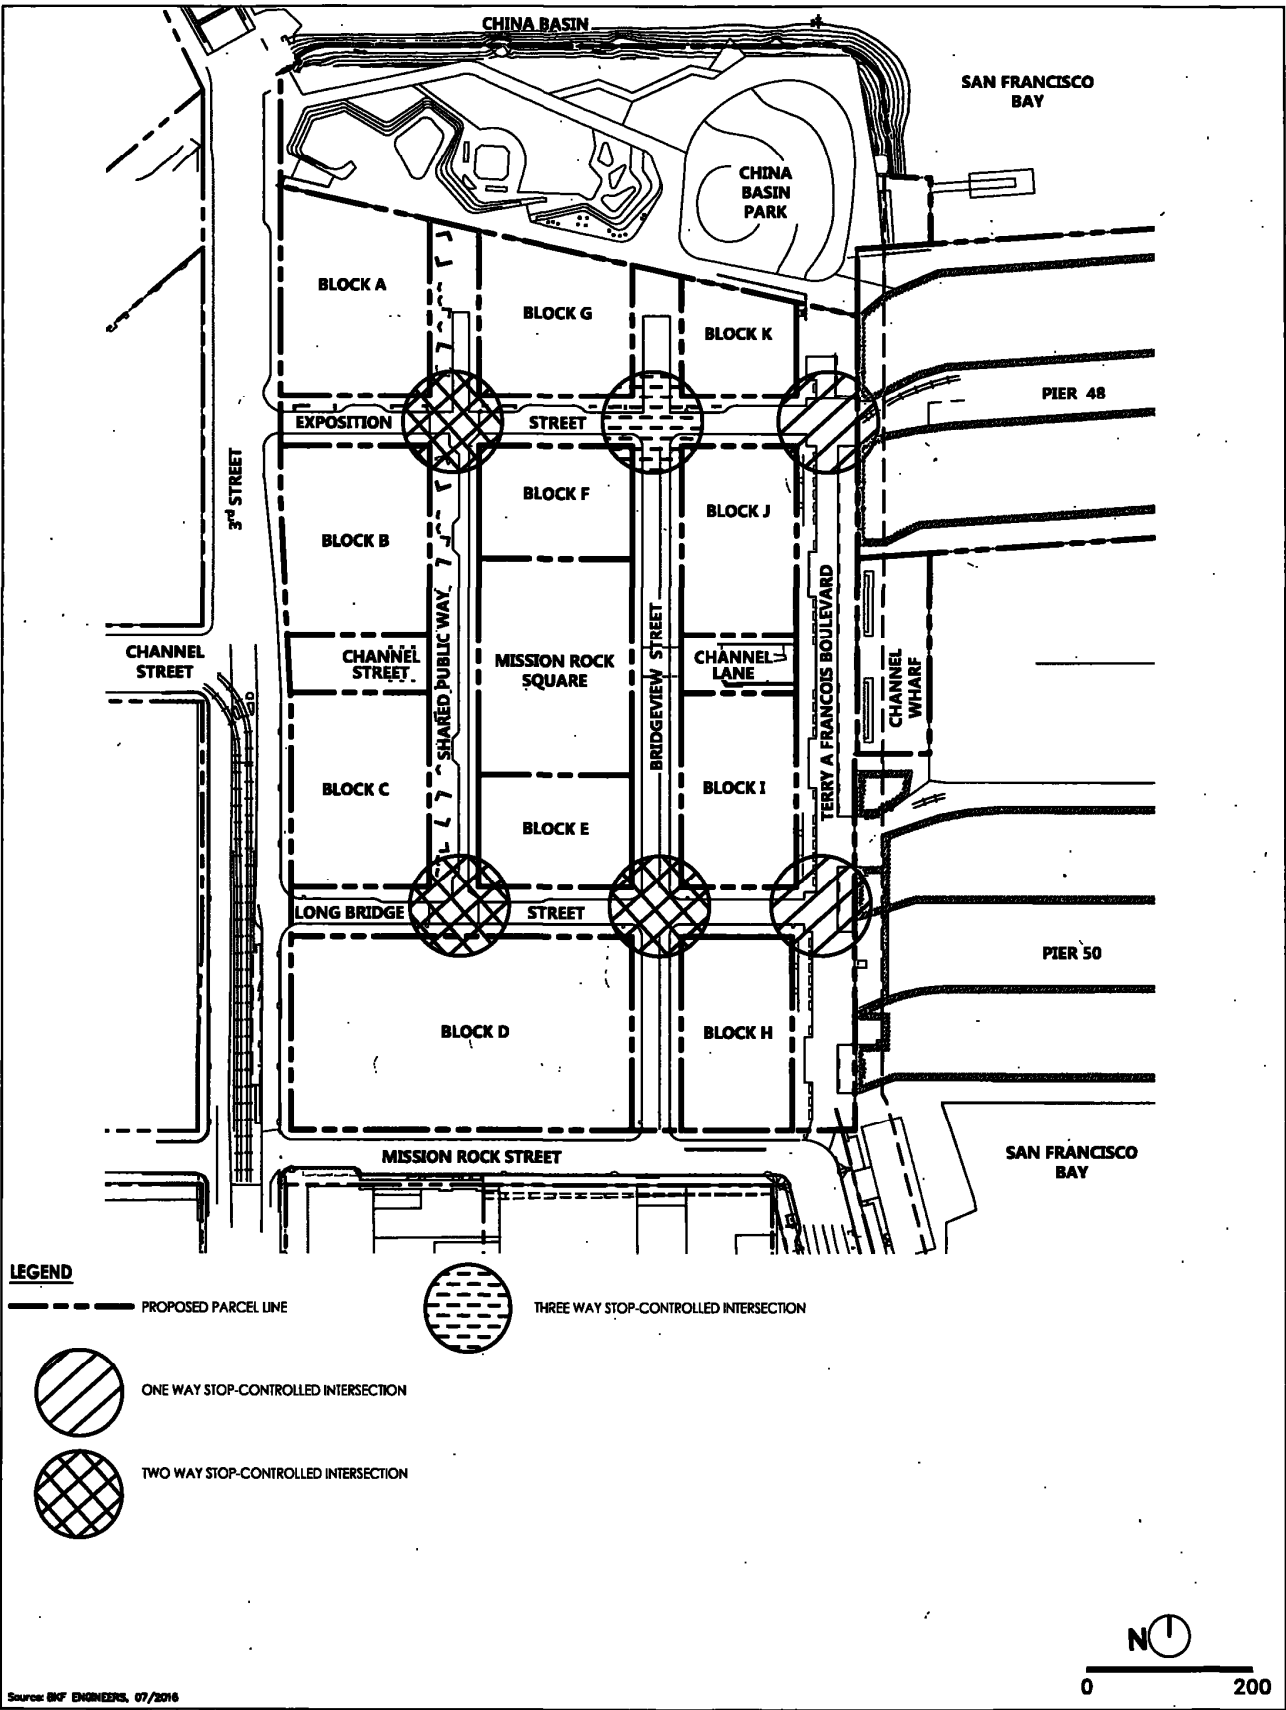 CHINA BASIN
SAN FRANCISCO
BAY
CHINA
BASIN
PARK
BLOCK A
BLOCK G
BLOCK K
PIER 48
EXPOSITION
STREET
3rd STREET
BLOCK F
BLOCK J
BLOCK B
CHANNEL
STREET
CHANNEL
STREET
SHARED PUBLIC WAY
MISSION ROCK
SQUARE
BRIDGEVIEW STREET
CHANNEL
LANE
TERRY A FRANCOIS BOULEVARD
CHANNEL
WHARF
BLOCK C
BLOCK E
BLOCK I
LONG BRIDGE
STREET
PIER 50
BLOCK D
BLOCK H
MISSION ROCK STREET
SAN FRANCISCO
BAY
LEGEND
PROPOSED PARCEL LINE
THREE WAY STOP-CONTROLLED INTERSECTION
ONE WAY STOP-CONTROLLED INTERSECTION
TWO WAY STOP-CONTROLLED INTERSECTION
N
0 200
Source: BKF ENGINEERS, 07/2016